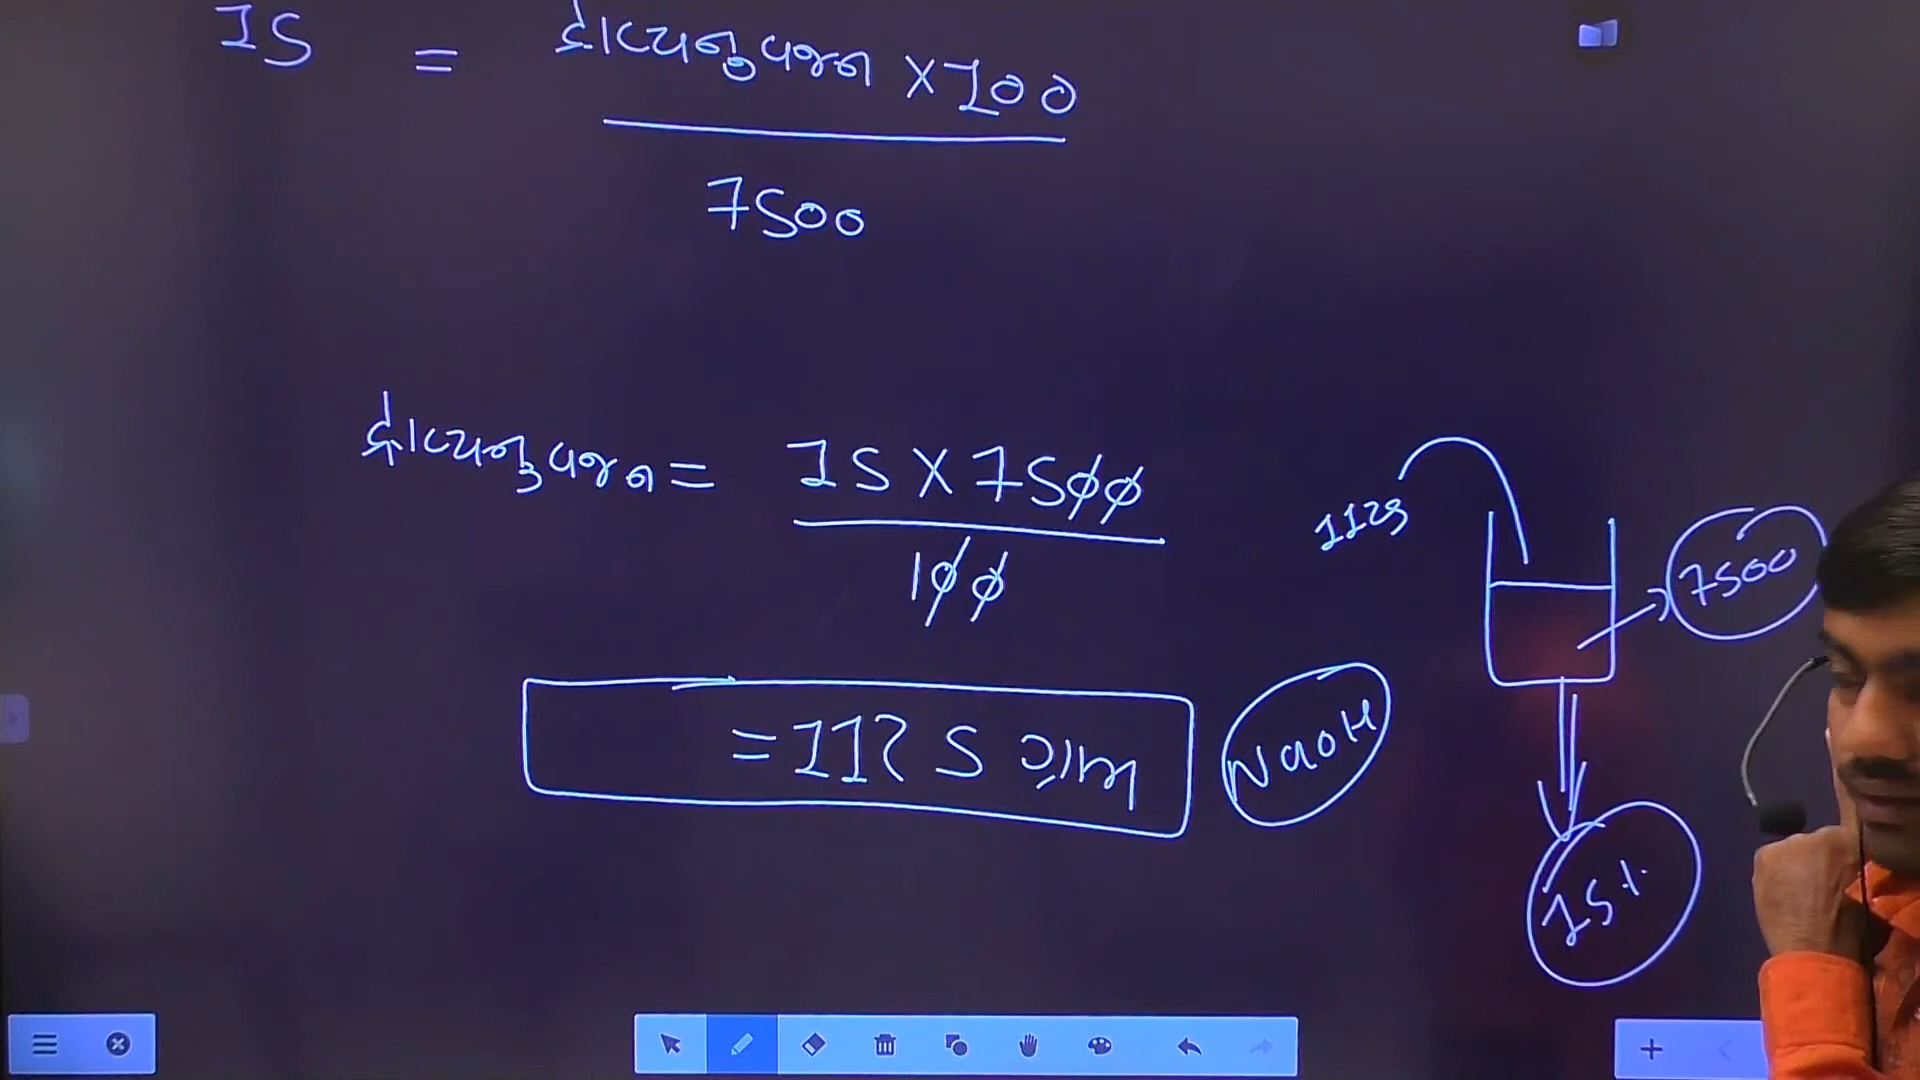 15 = દ્રાવ્યનુ વજન × 100
7500
દ્રાવ્યનુ વજન = 15 × 7500
100
= 1125 ગ્રામ
NaOH
1125
7500
15%